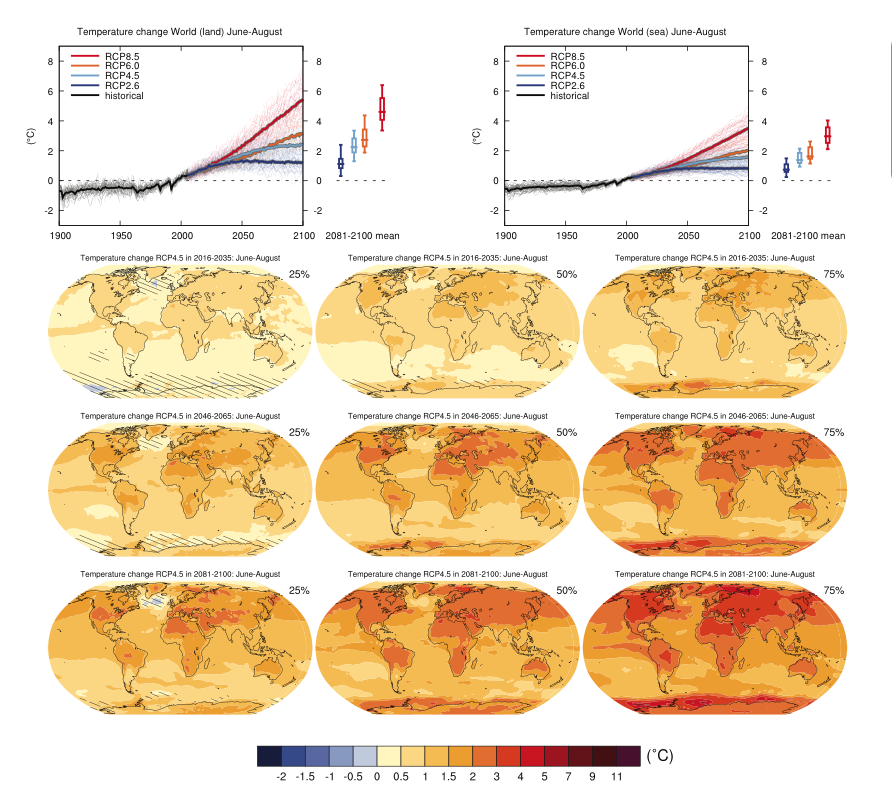 Temperature change World (land) June-August
(°C)
8
6
4
2
0
-2
RCP8.5
RCP6.0
RCP4.5
RCP2.6
historical
8
6
4
2
0
-2
1900 1950 2000 2050 2100 2081-2100 mean
Temperature change World (sea) June-August
(°C)
8
6
4
2
0
-2
RCP8.5
RCP6.0
RCP4.5
RCP2.6
historical
8
6
4
2
0
-2
1900 1950 2000 2050 2100 2081-2100 mean
Temperature change RCP4.5 in 2016-2035: June-August
25%
Temperature change RCP4.5 in 2016-2035: June-August
50%
Temperature change RCP4.5 in 2016-2035: June-August
75%
Temperature change RCP4.5 in 2046-2065: June-August
25%
Temperature change RCP4.5 in 2046-2065: June-August
50%
Temperature change RCP4.5 in 2046-2065: June-August
75%
Temperature change RCP4.5 in 2081-2100: June-August
25%
Temperature change RCP4.5 in 2081-2100: June-August
50%
Temperature change RCP4.5 in 2081-2100: June-August
75%
(°C)
-2 -1.5 -1 -0.5 0 0.5 1 1.5 2 3 4 5 7 9 11